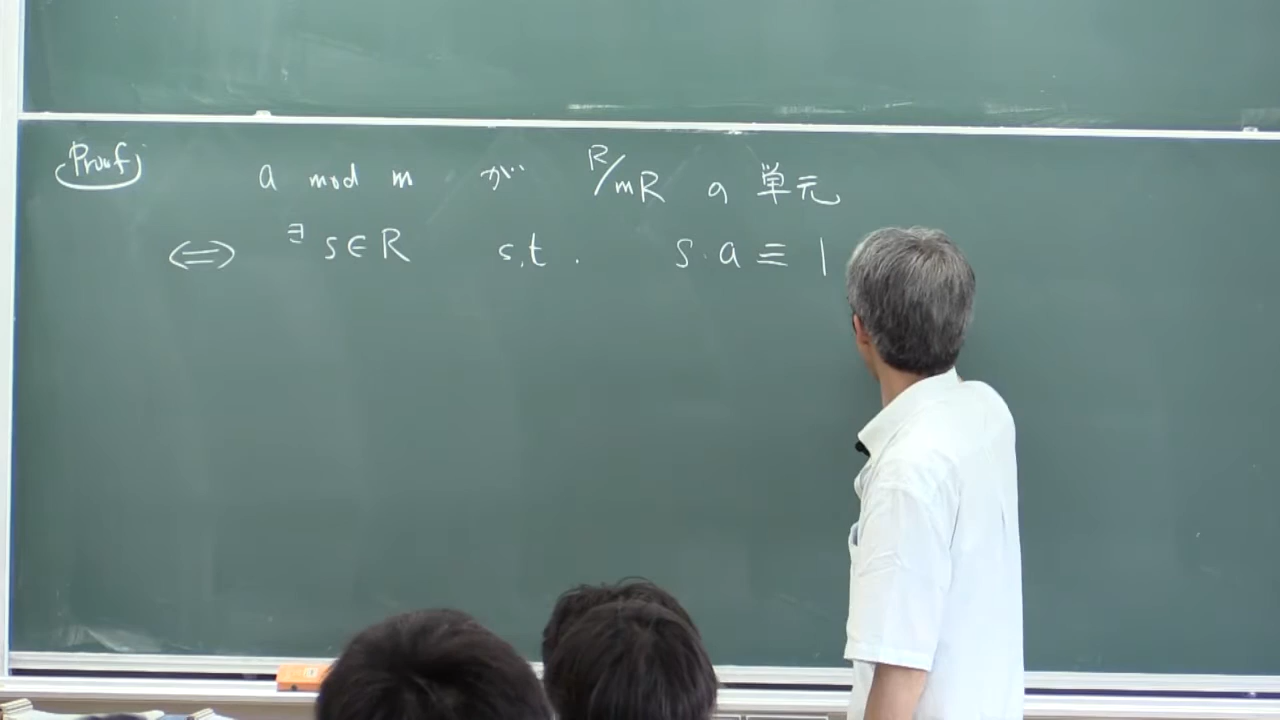 Proof)
a mod m が R/mR の 単元
⇔ ∃s∈R s.t. s·a ≡ 1